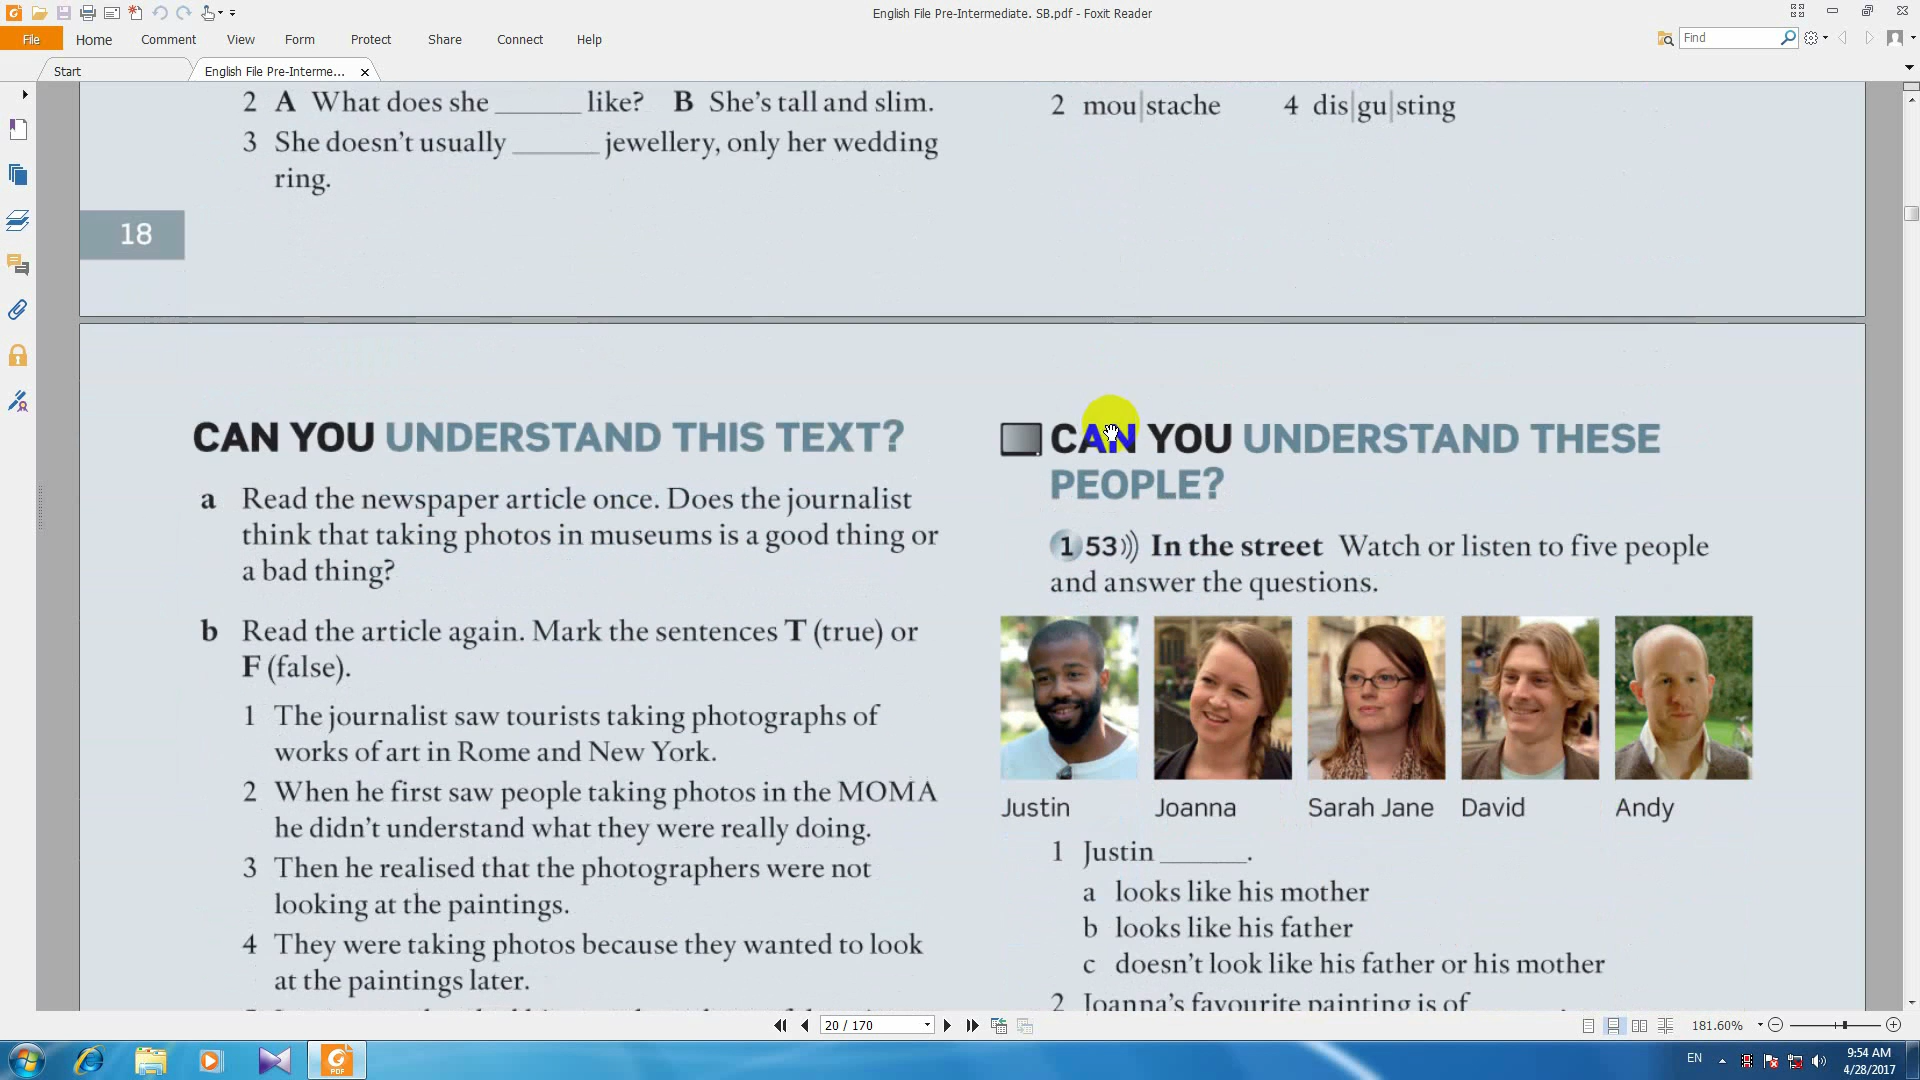 English File Pre-Intermediate. SB.pdf - Foxit Reader
File Home Comment View Form Protect Share Connect Help
Find
Start English File Pre-Interme...
2 A What does she ______ like? B She's tall and slim.
3 She doesn't usually ______ jewellery, only her wedding
ring.
2 mou|stache 4 dis|gu|sting
18
CAN YOU UNDERSTAND THIS TEXT?
a Read the newspaper article once. Does the journalist
think that taking photos in museums is a good thing or
a bad thing?
b Read the article again. Mark the sentences T (true) or
F (false).
1 The journalist saw tourists taking photographs of
works of art in Rome and New York.
2 When he first saw people taking photos in the MOMA
he didn't understand what they were really doing.
3 Then he realised that the photographers were not
looking at the paintings.
4 They were taking photos because they wanted to look
at the paintings later.
CAN YOU UNDERSTAND THESE
PEOPLE?
1 53 In the street Watch or listen to five people
and answer the questions.
Justin Joanna Sarah Jane David Andy
1 Justin ______.
a looks like his mother
b looks like his father
c doesn't look like his father or his mother
2 Joanna's favourite painting is of ______.
20 / 170
181.60%
PDF
EN
9:54 AM
4/28/2017